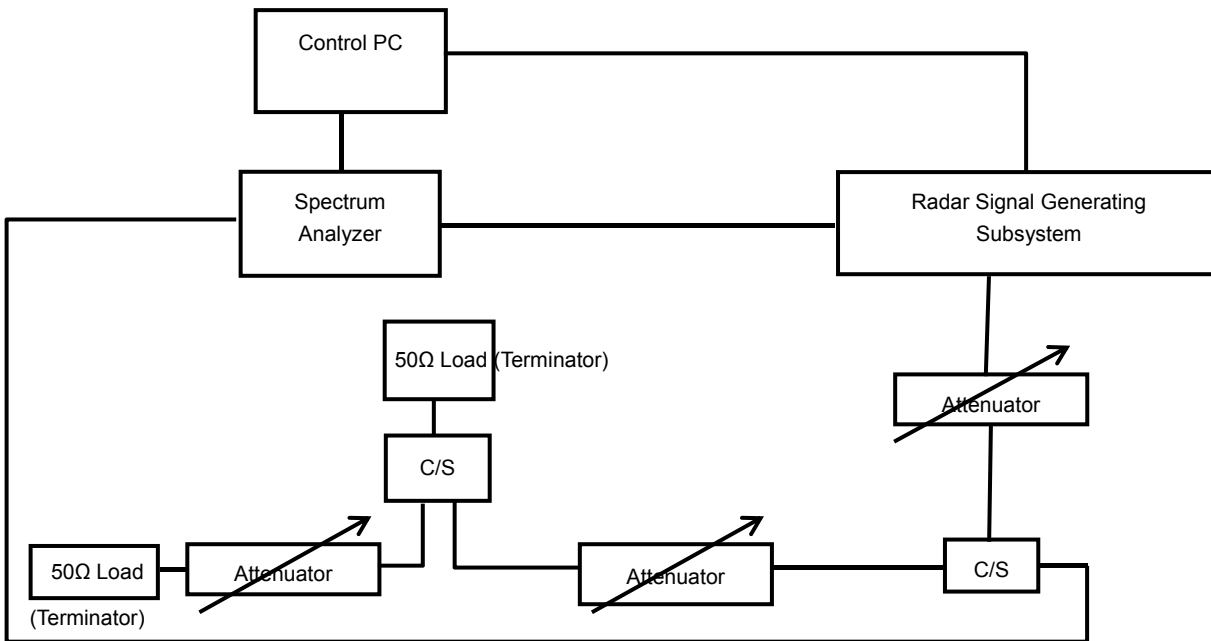 Control PC
Spectrum
Analyzer
Radar Signal Generating
Subsystem
50Ω Load (Terminator)
Attenuator
C/S
50Ω Load
(Terminator)
Attenuator
Attenuator
C/S